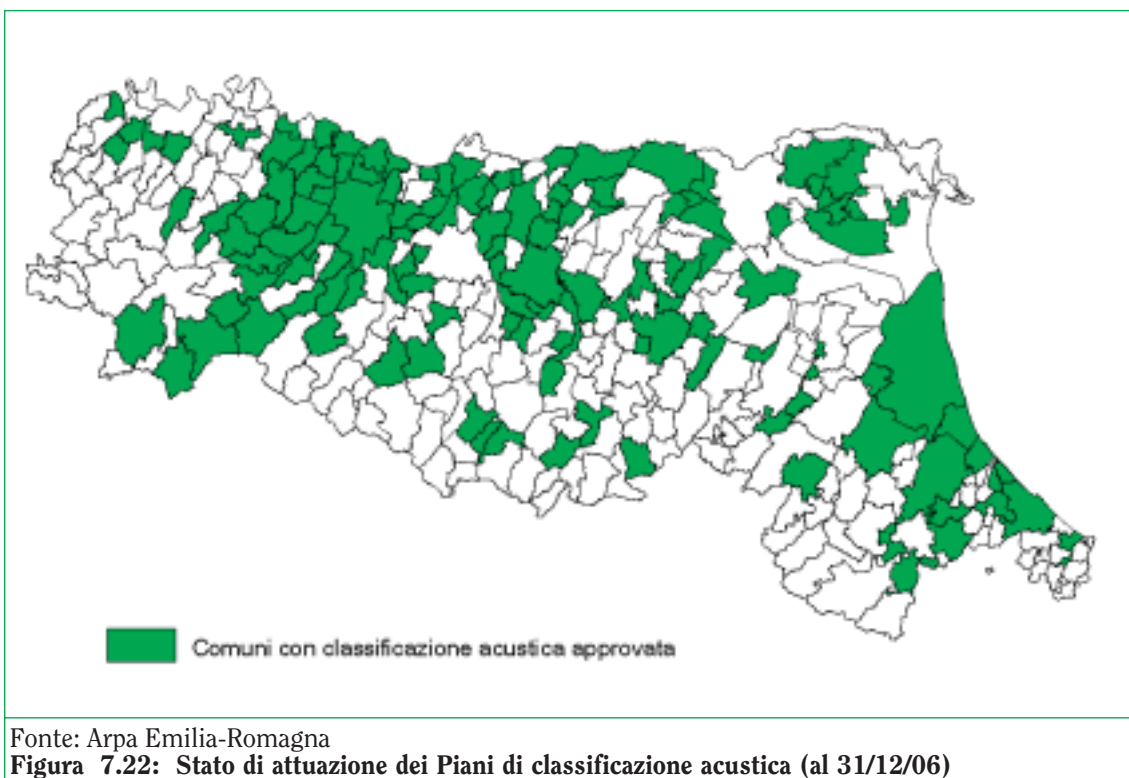 Comuni con classificazione acustica approvata
Fonte: Arpa Emilia-Romagna
Figura 7.22: Stato di attuazione dei Piani di classificazione acustica (al 31/12/06)